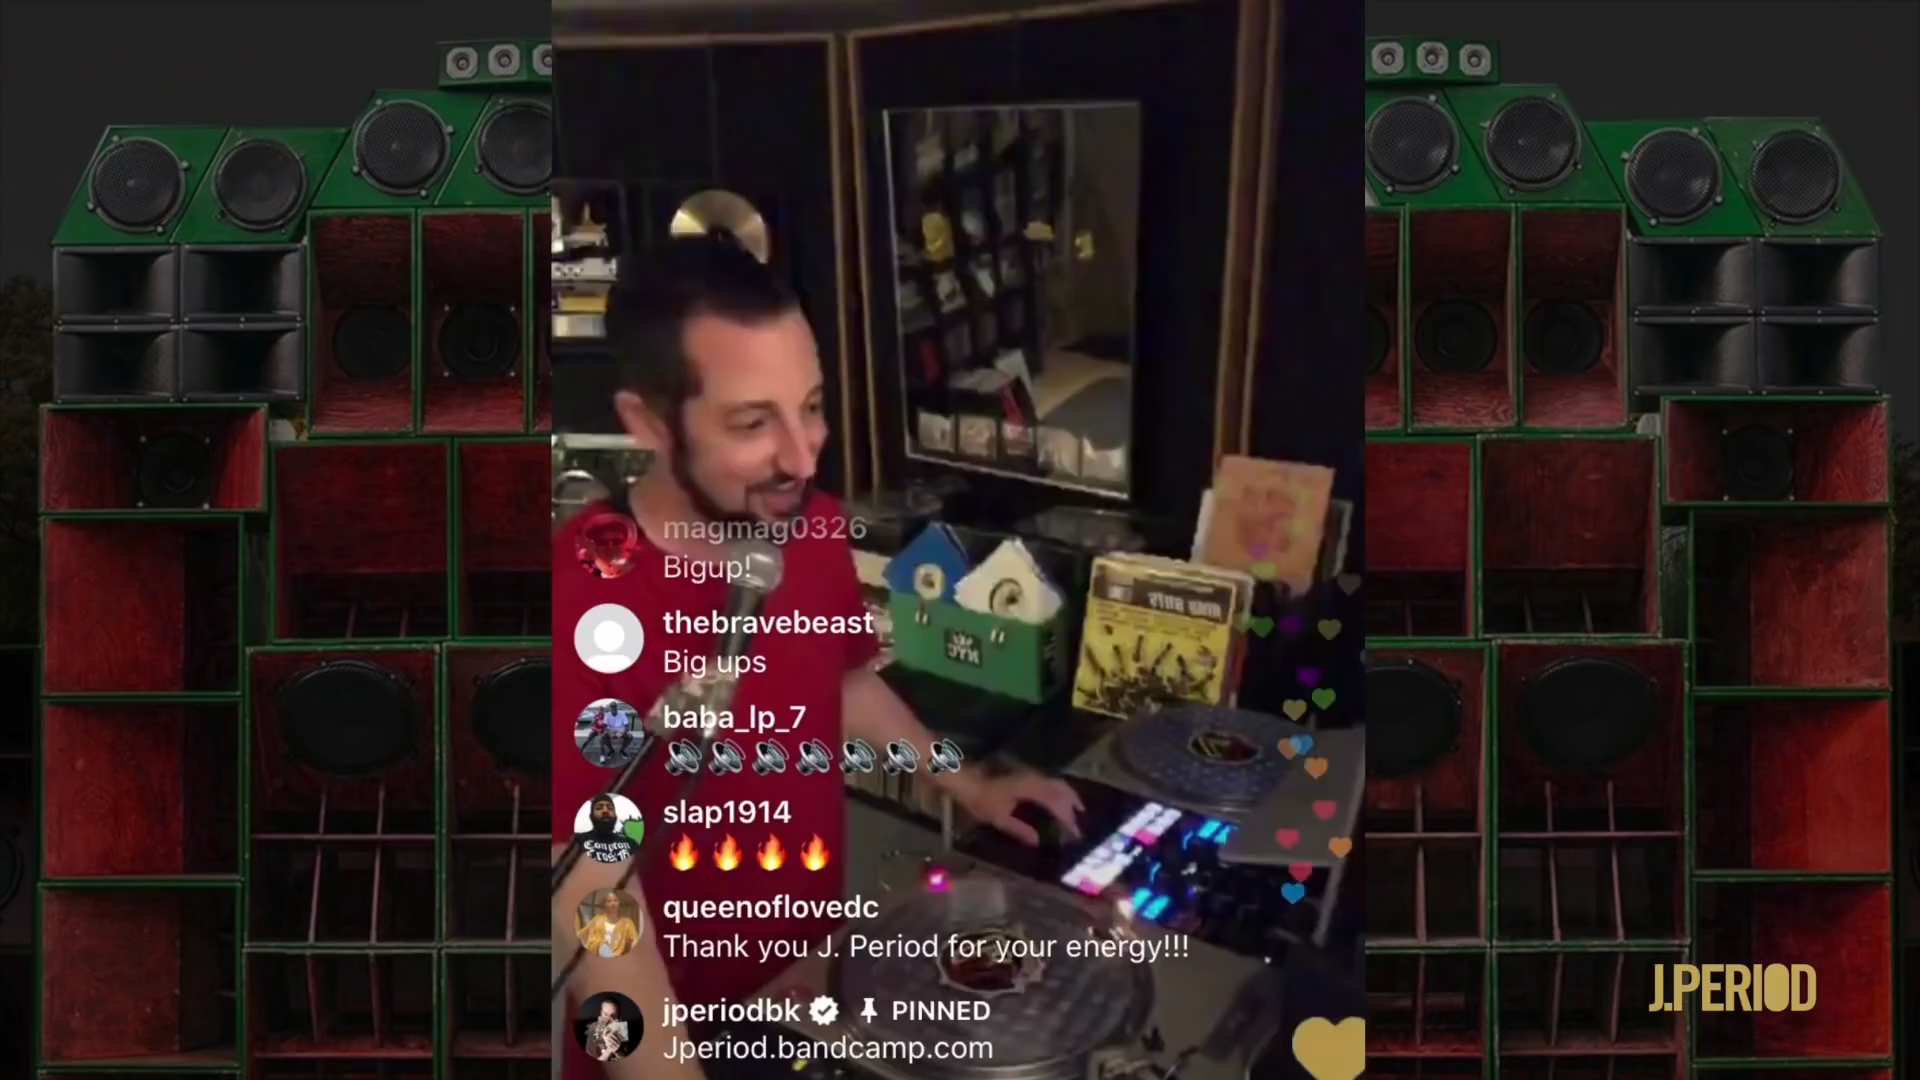 magmag0326
Bigup!
thebravebeast
Big ups
baba_lp_7
🔊🔊🔊🔊🔊🔊🔊
slap1914
🔥🔥🔥🔥
queenoflovedc
Thank you J. Period for your energy!!!
jperiodbk PINNED
Jperiod.bandcamp.com
J.PERIOD